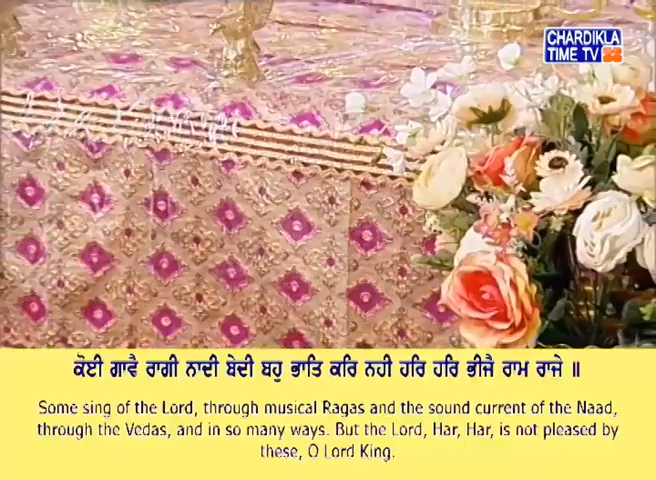 CHARDIKLA
TIME TV
ਕੋਈ ਗਾਵੈ ਰਾਗੀ ਨਾਦੀ ਬੇਦੀ ਬਹੁ ਭਾਤਿ ਕਰਿ ਨਹੀ ਹਰਿ ਹਰਿ ਭੀਜੈ ਰਾਮ ਰਾਜੇ ॥
Some sing of the Lord, through musical Ragas and the sound current of the Naad,
through the Vedas, and in so many ways. But the Lord, Har, Har, is not pleased by
these, O Lord King.